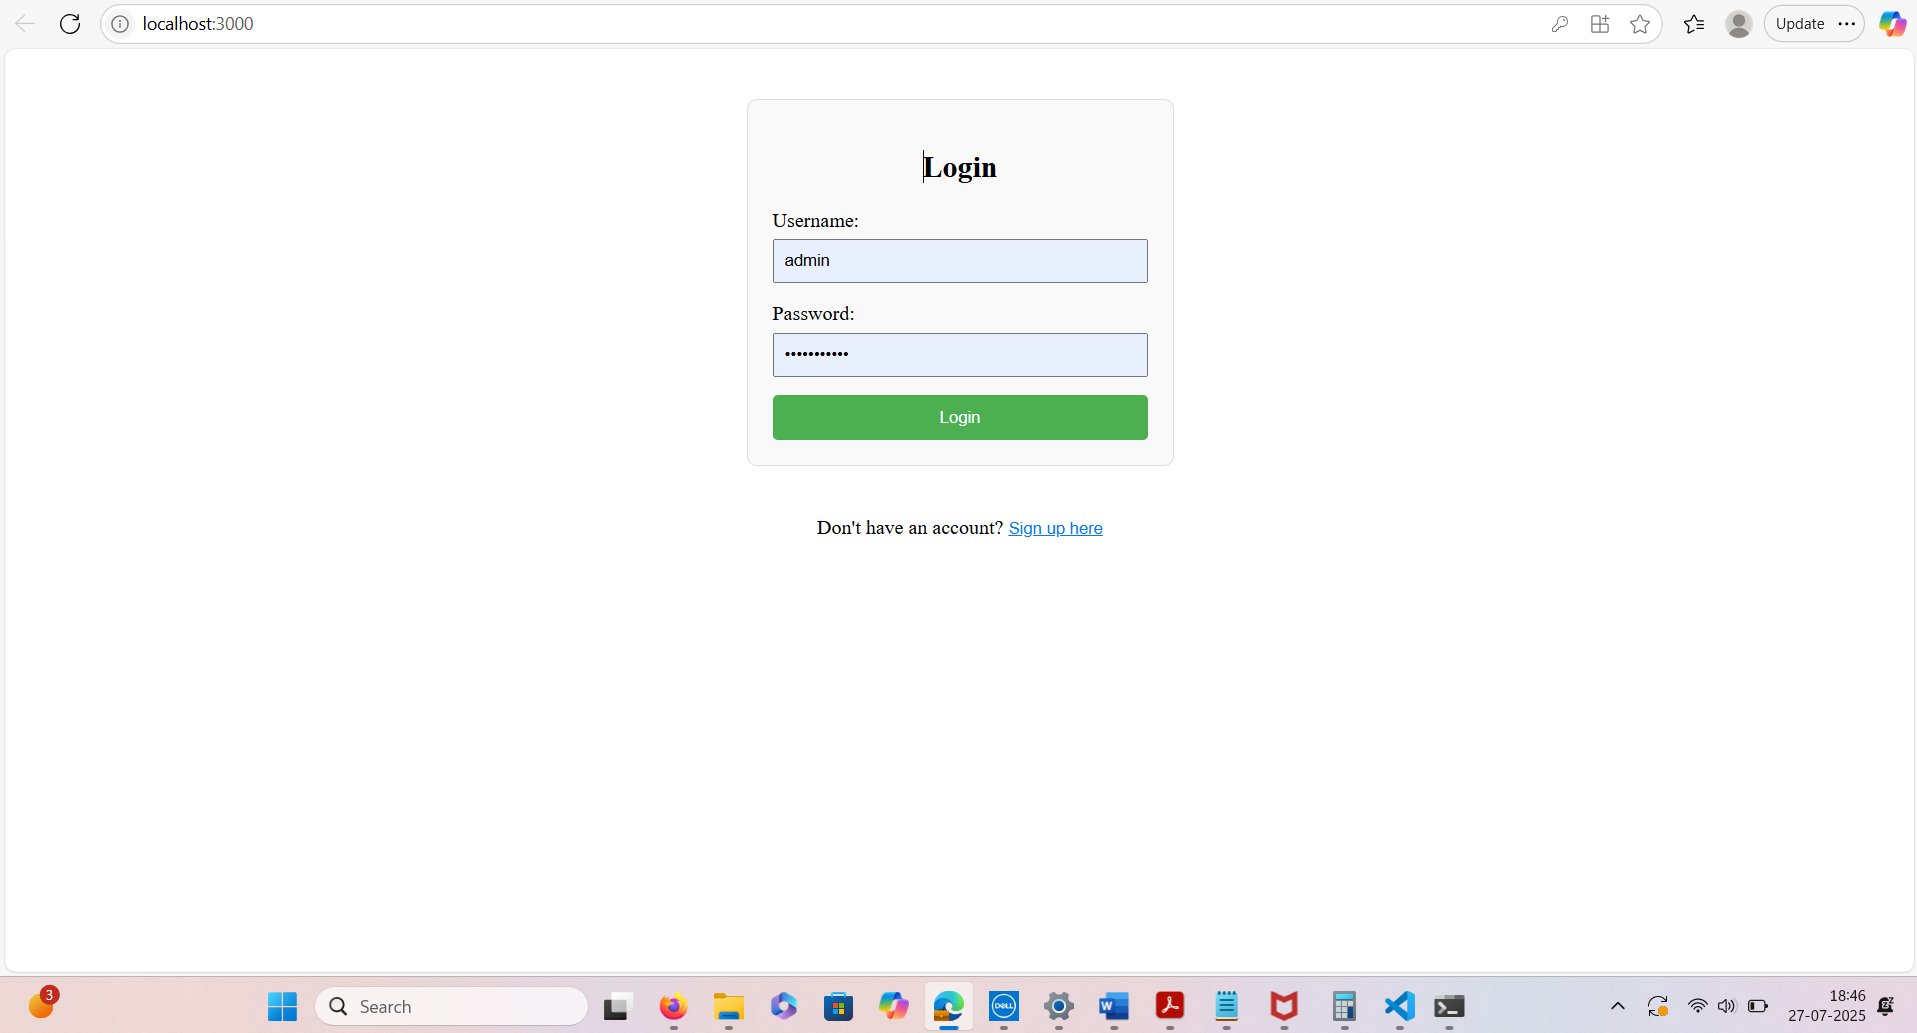 localhost:3000
Update
Login
Username:
admin
Password:
•••••••••••
Login
Don't have an account? Sign up here
3
Search
DELL
W
18:46
27-07-2025